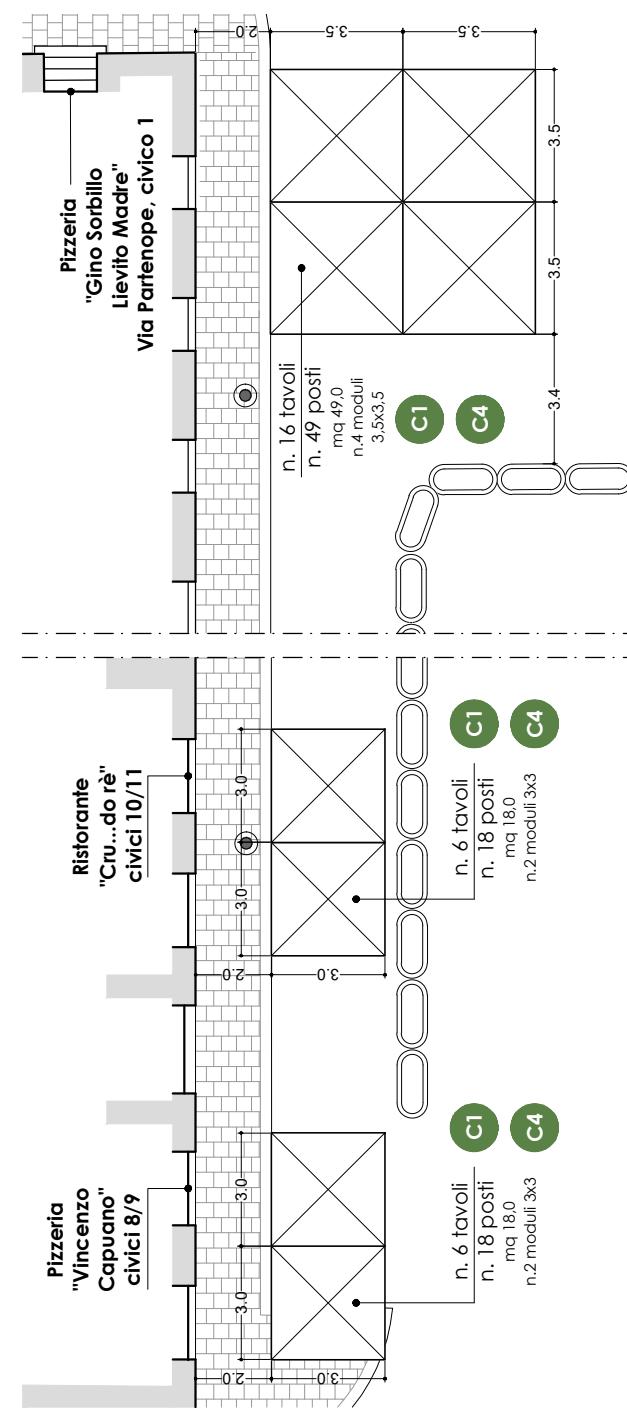 Pizzeria
"Vincenzo
Capuano"
civici 8/9
Ristorante
"Cru...do rè"
civici 10/11
Pizzeria
"Gino Sorbillo
Lievito Madre"
Via Partenope, civico 1
2.0
3.0
3.0
3.0
2.0
3.0
3.0
3.0
2.0
3.5
3.5
3.5
3.5
3.4
n. 6 tavoli
n. 18 posti
mq 18,0
n.2 moduli 3x3
C1
C4
n. 6 tavoli
n. 18 posti
mq 18,0
n.2 moduli 3x3
C1
C4
n. 16 tavoli
n. 49 posti
mq 49,0
n.4 moduli
3,5x3,5
C1
C4